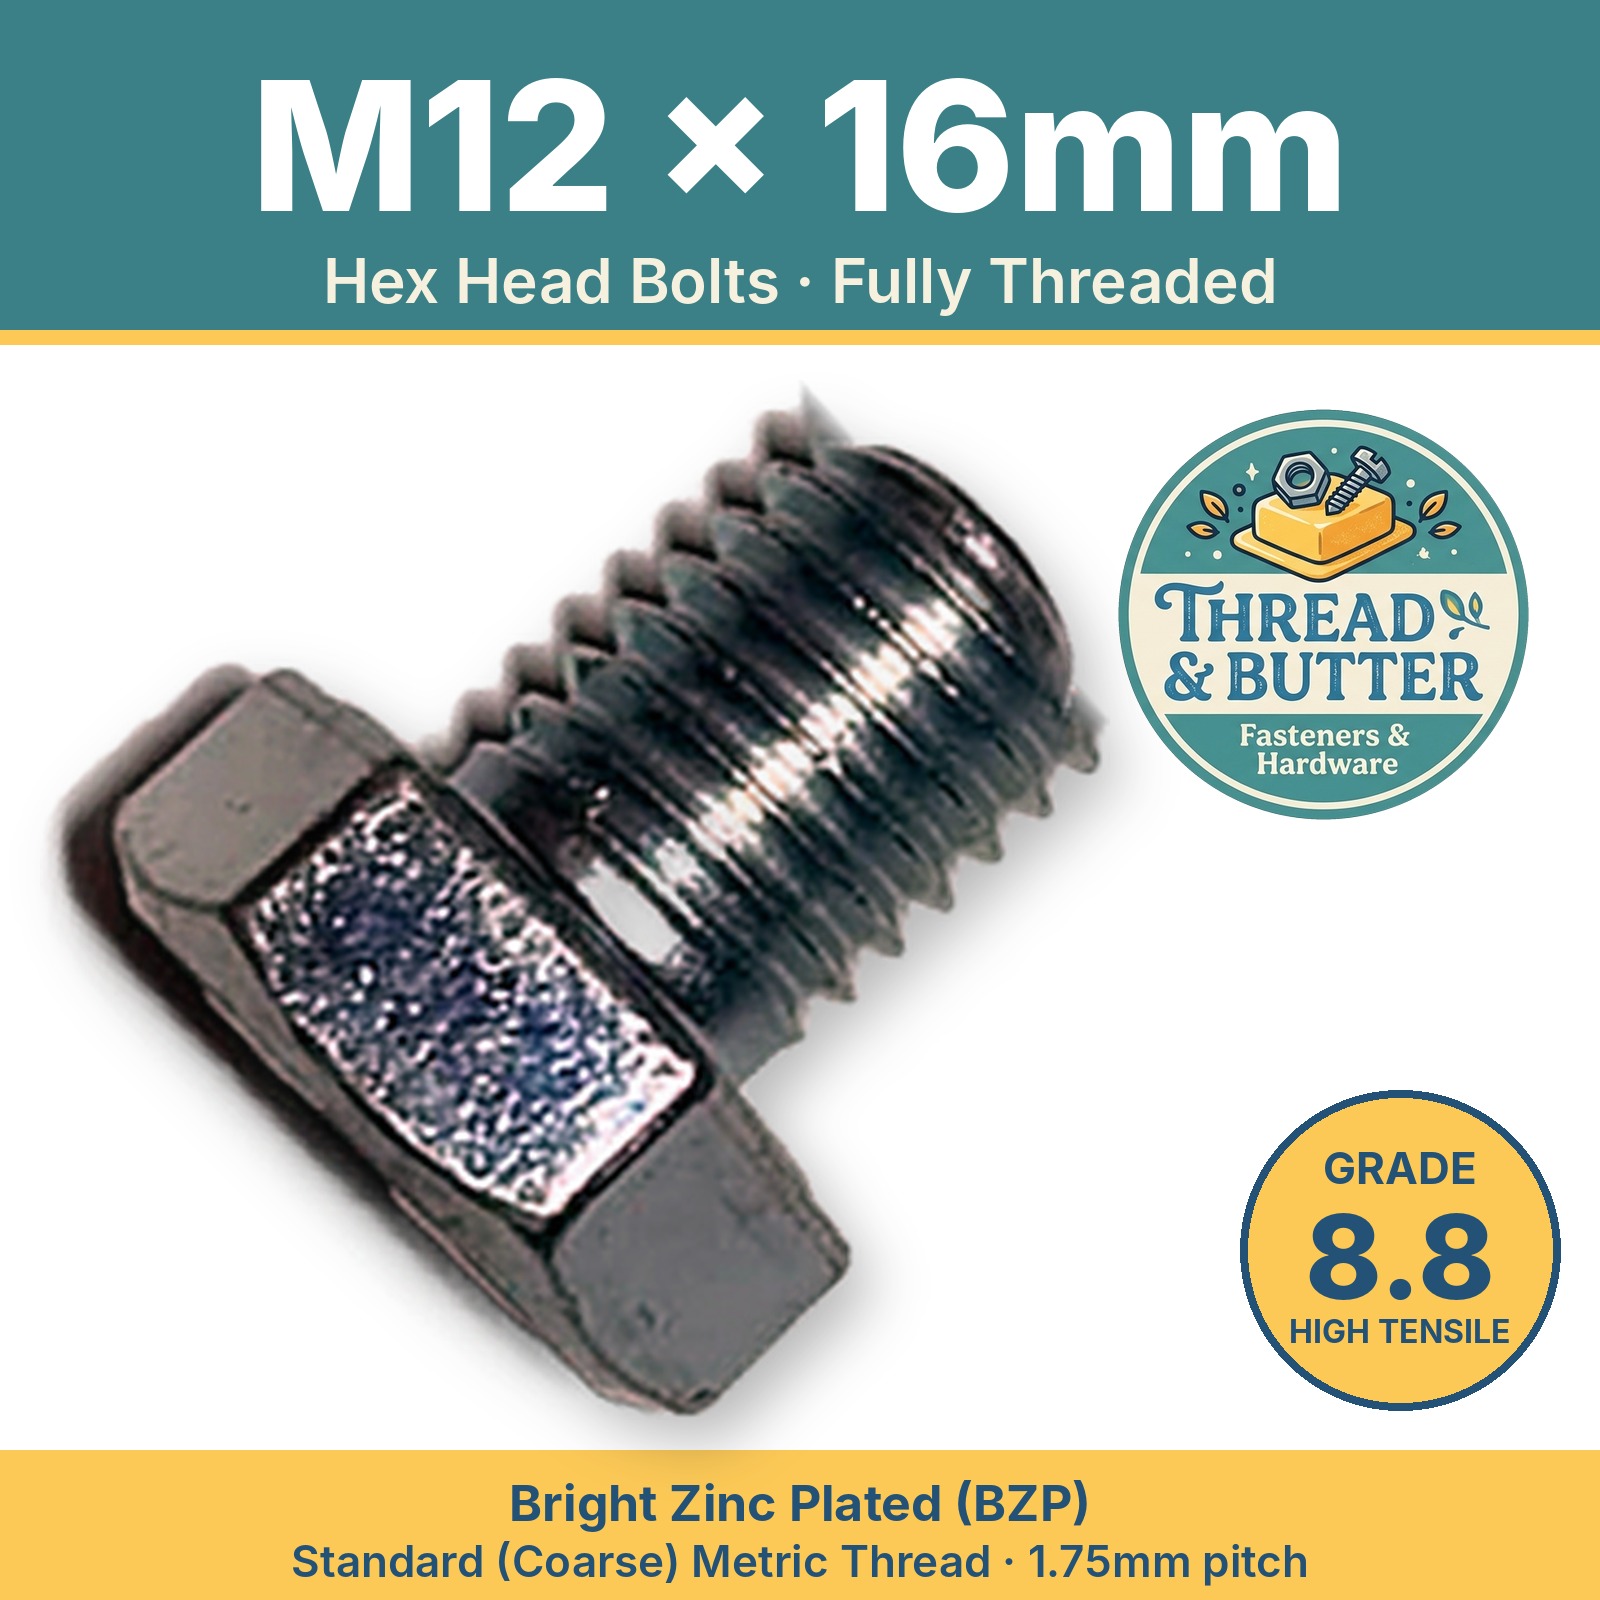 M12 × 16mm
Hex Head Bolts · Fully Threaded
THREAD
& BUTTER
Fasteners &
Hardware
GRADE
8.8
HIGH TENSILE
Bright Zinc Plated (BZP)
Standard (Coarse) Metric Thread · 1.75mm pitch